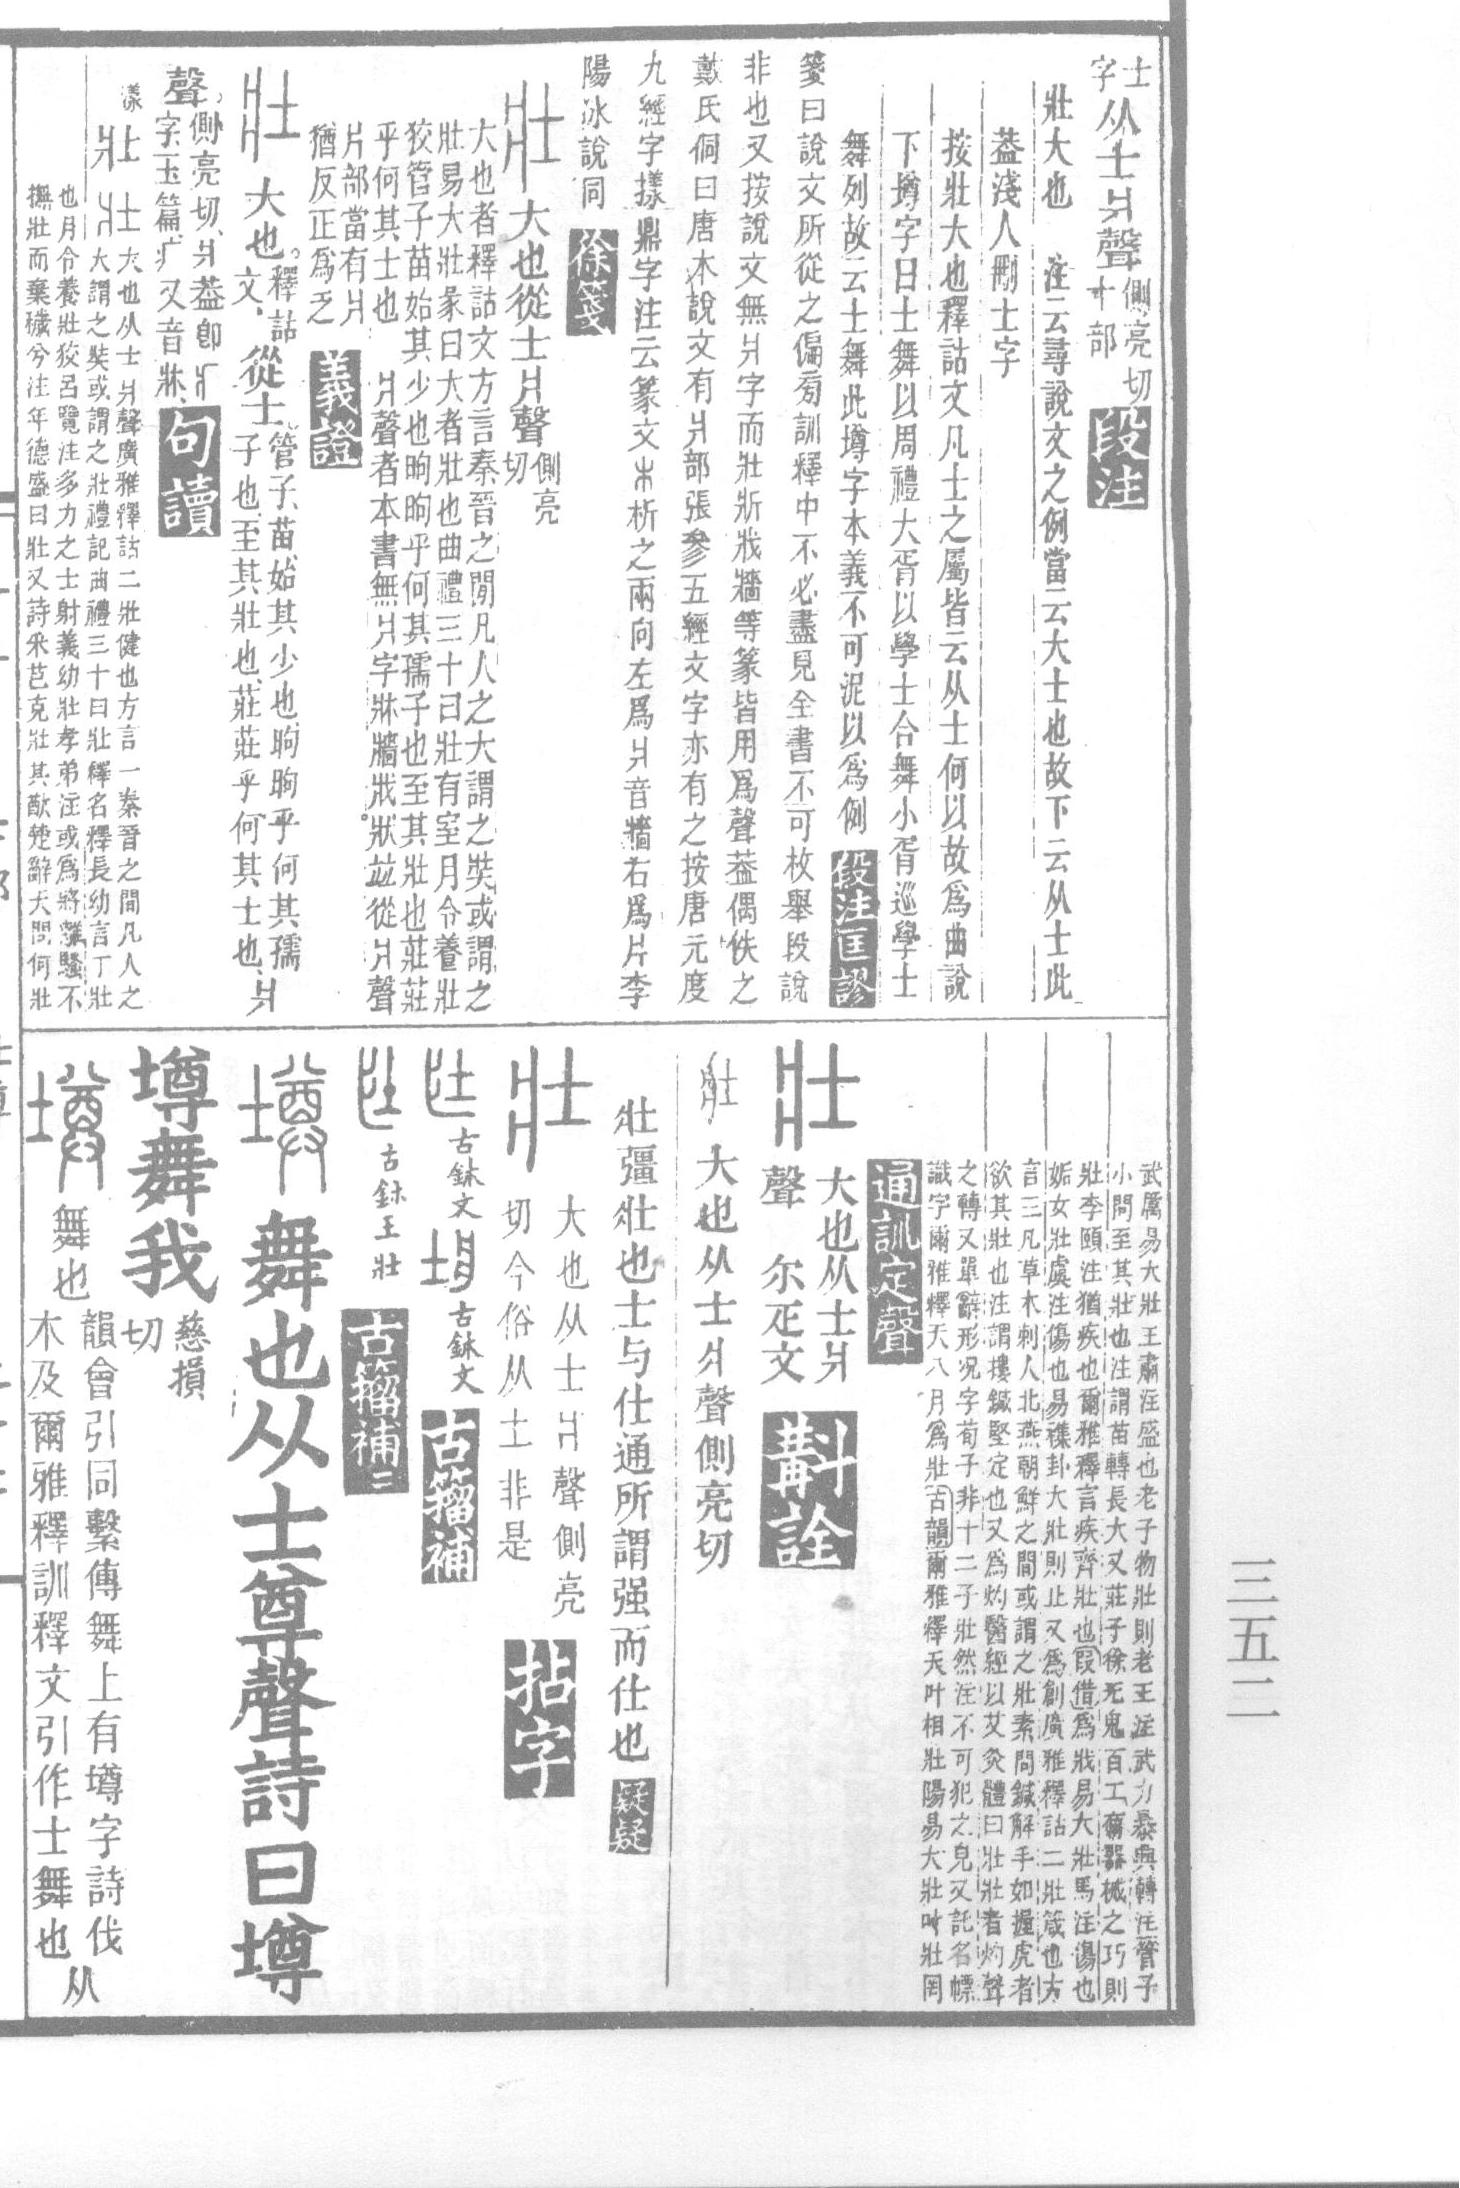 士
字从士爿聲側亮切
十部
段注
壯大也 注云尋說文之例當云大士也故下云从士此
葢淺人刪士字
按壯大也釋詁文凡士之屬皆云从士何以故爲曲說
下壿字曰士舞以周禮大胥以學士合舞小胥巡學士
舞列故云士舞此壿字本義不可泥以爲例
段注匡謬
箋曰說文所從之偏旁訓釋中不必盡見全書不可枚舉段說
非也又按說文無爿字而壯斨戕牆等篆皆用爲聲葢偶佚之
戴氏侗曰唐本說文有爿部張參五經文字亦有之按唐元度
九經字㨾鼎字注云篆文木析之兩向左爲爿音牆右爲片李
陽冰說同
徐箋
壯大也從士爿聲側亮
切
大也者釋詁文方言秦晉之閒凡人之大謂之奘或謂之
壯易大壯彖曰大者壯也曲禮三十曰壯有室月令養壯
狡管子苗始其少也眴眴乎何其孺子也至其壯也莊莊
乎何其士也 爿聲者本書無爿字牀牆戕狀竝從爿聲
片部當有爿
猶反正爲乏
義證
壯大也釋詁
文從士管子苗始其少也眴眴乎何其孺
子也至其壯也莊莊乎何其士也爿
聲側亮切爿葢卽爿
字玉篇疒又音牀
句讀
㨾壯 壯大也从士爿聲廣雅釋詁二壯健也方言一秦晉之間凡人之
大謂之奘或謂之壯禮記曲禮三十曰壯釋名釋長幼言丁壯
也月令養壯狡呂覽注多力之士射義幼壯孝弟注或爲將離騷不
撫壯而棄穢兮注年德盛曰壯又詩采芑克壯其猷楚辭天問何壯
武厲易大壯王肅注盛也老子物壯則老王注武力暴興轉注管子
小問至其壯也注謂苗轉長大又莊子徐无鬼百工有器械之巧則
壯李頤注猶疾也爾雅釋言疾齊壯也叚借爲戕易大壯馬注傷也
姤女壯虞注傷也易襍卦大壯則止又爲創廣雅釋詁二壯箴也方
言三凡草木刺人北燕朝鮮之間或謂之壯素問鍼解手如握虎者
欲其壯也注謂摟鍼堅定也又爲灼醫經以艾灸體曰壯壯者灼聲
之轉又單辭形況字荀子非十二子壯然注不可犯之皃又託名幖
識字爾雅釋天八月爲壯古韻爾雅釋天叶相壯陽易大壯叶壯罔
通訓定聲
壯大也从士爿
聲 尔疋文
斠詮
壯大也从士爿聲側亮切
壯彊壯也士与仕通所謂强而仕也
疑疑
壯大也从士爿聲側亮
切今俗从土非是
拈字
古鉥文 古鉥文
古籀補
古鉥王壯
古籀補二
壿舞也从士尊聲詩曰壿
壿舞我慈損
切
壿舞也韻會引同繫傳舞上有壿字詩伐
木及爾雅釋訓釋文引作士舞也从
三五二